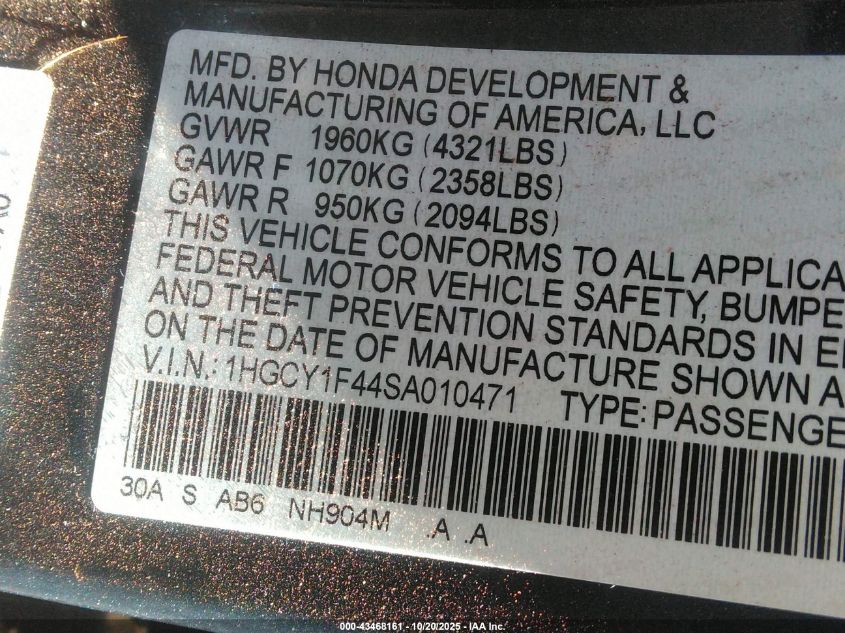 MFD. BY HONDA DEVELOPMENT &
MANUFACTURING OF AMERICA, LLC
GVWR 1960KG (4321LBS)
GAWR F 1070KG (2358LBS)
GAWR R 950KG (2094LBS)
THIS VEHICLE CONFORMS TO ALL APPLICA
FEDERAL MOTOR VEHICLE SAFETY, BUMPE
AND THEFT PREVENTION STANDARDS IN E
ON THE DATE OF MANUFACTURE SHOWN A
V.I.N.: 1HGCY1F44SA010471 TYPE: PASSENGE
30A S AB6 NH904M .A .A
000-43468161 | 10/20/2025 | IAA Inc.